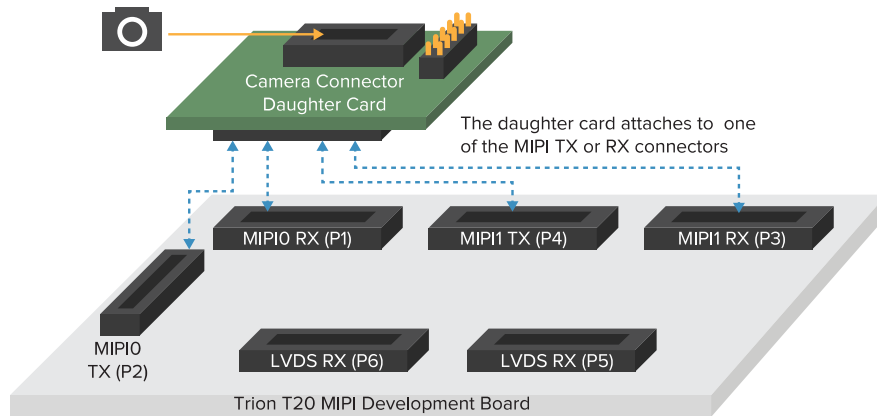 Camera Connector
Daughter Card
The daughter card attaches to one
of the MIPI TX or RX connectors
MIPI0 RX (P1)
MIPI1 TX (P4)
MIPI1 RX (P3)
MIPI0
TX (P2)
LVDS RX (P6)
LVDS RX (P5)
Trion T20 MIPI Development Board